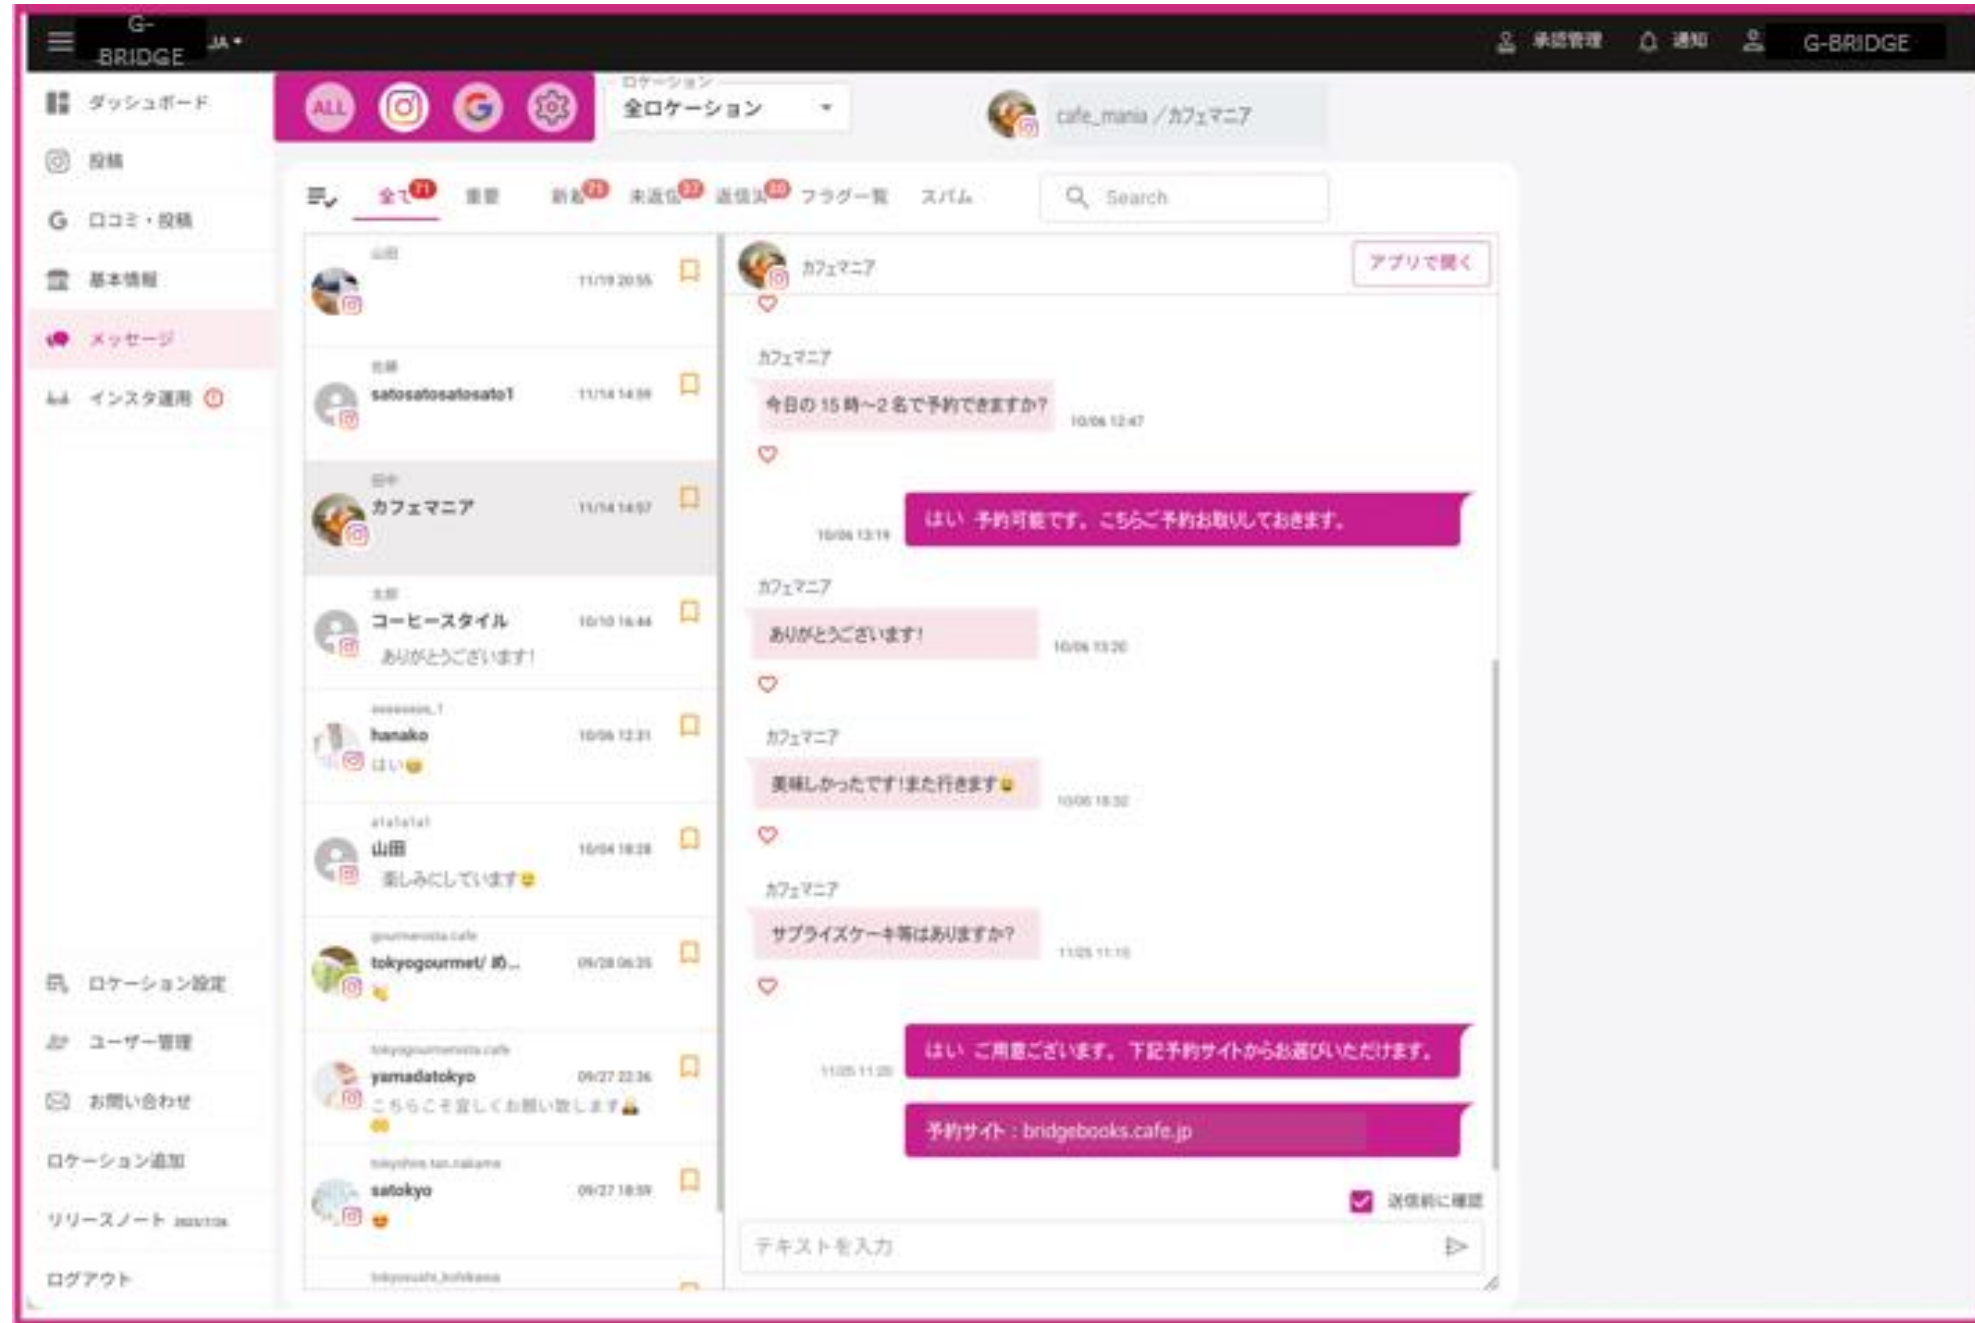 G-
BRIDGE
JA
承認管理
通知
G-BRIDGE
ダッシュボード
投稿
口コミ・投稿
基本情報
メッセージ
インスタ運用
ロケーション設定
ユーザー管理
お問い合わせ
ロケーション追加
リリースノート
ログアウト
ALL
ロケーション
全ロケーション
cafe_mania／カフェマニア
全て 71
重要
新着 71
未返信 37
返信済
フラグ一覧
スパム
Search
山田
11/19 20:55
佐藤
satosatosatosato1
11/14 14:59
田中
カフェマニア
11/14 14:57
太郎
コーヒースタイル
10/10 16:44
ありがとうございます!
hanako
10/06 12:31
はい
a1a1a1a1
山田
10/04 18:28
楽しみにしています
gourmerosta.cafe
tokyogourmet/ め...
09/28 06:35
yamadatokyo
09/27 22:36
こちらこそ宜しくお願い致します
satokyo
09/27 18:59
カフェマニア
アプリで開く
カフェマニア
今日の 15 時～2 名で予約できますか?
10/06 12:47
はい 予約可能です。こちらご予約お取りしておきます。
10/06 13:19
カフェマニア
ありがとうございます!
10/06 13:20
カフェマニア
美味しかったです!また行きます
10/06 18:32
カフェマニア
サプライズケーキ等はありますか?
11/25 11:15
はい ご用意ございます。下記予約サイトからお選びいただけます。
11/25 11:20
予約サイト : bridgebooks.cafe.jp
送信前に確認
テキストを入力